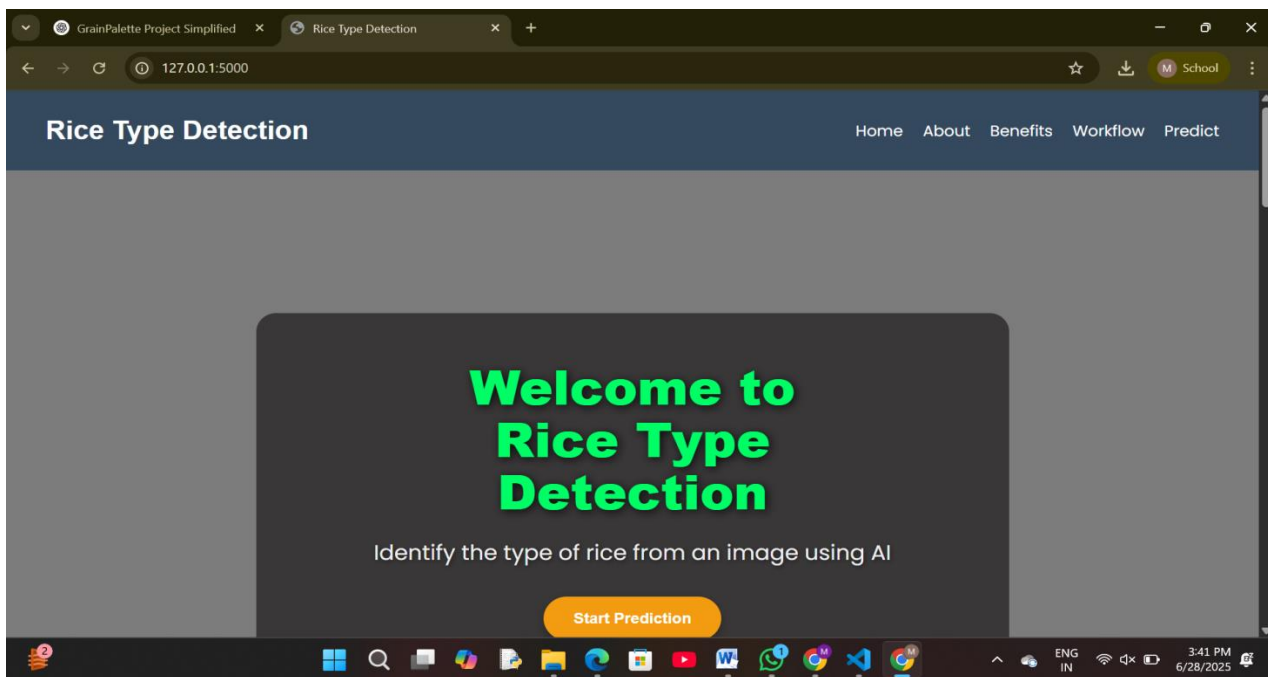 GrainPalette Project Simplified
Rice Type Detection
127.0.0.1:5000
M School
Rice Type Detection
Home About Benefits Workflow Predict
Welcome to
Rice Type
Detection
Identify the type of rice from an image using AI
Start Prediction
2
1
M
M
ENG
IN
3:41 PM
6/28/2025